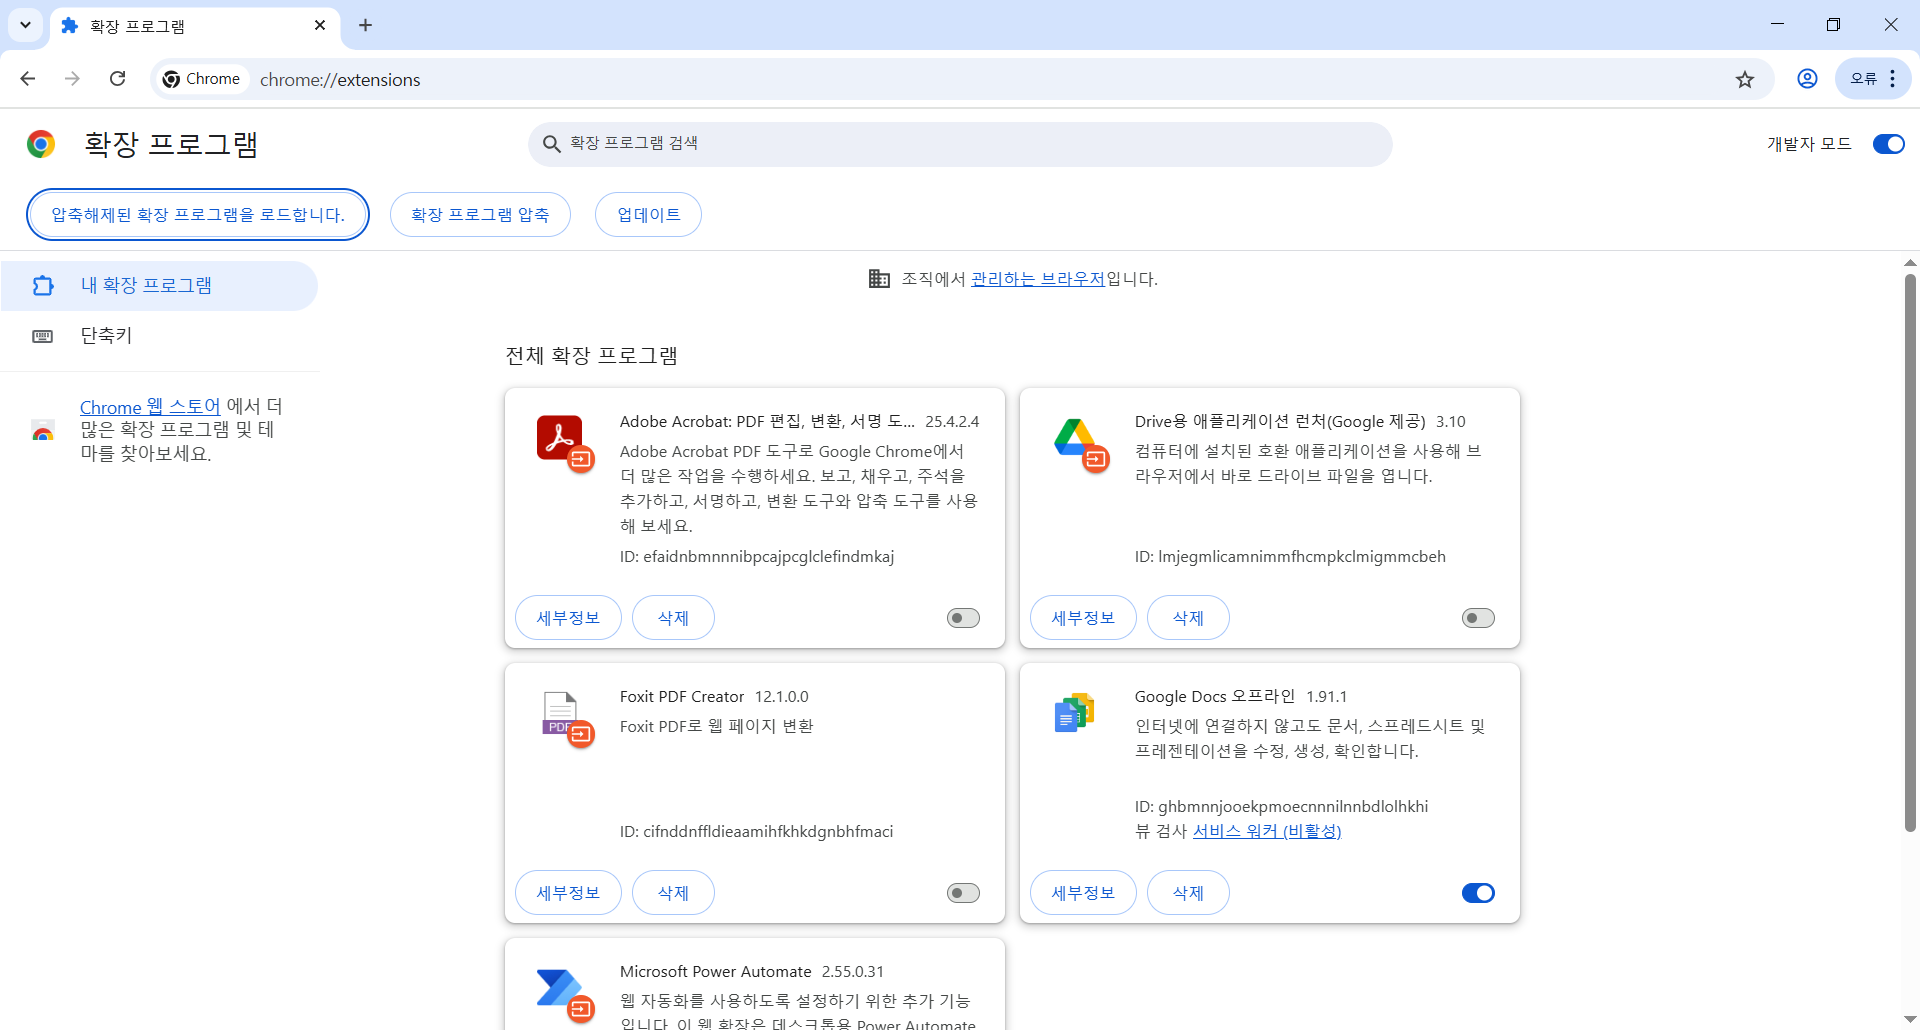 확장 프로그램
Chrome
chrome://extensions
오류
확장 프로그램
확장 프로그램 검색
개발자 모드
압축해제된 확장 프로그램을 로드합니다.
확장 프로그램 압축
업데이트
내 확장 프로그램
단축키
Chrome 웹 스토어 에서 더
많은 확장 프로그램 및 테
마를 찾아보세요.
조직에서 관리하는 브라우저입니다.
전체 확장 프로그램
Adobe Acrobat: PDF 편집, 변환, 서명 도... 25.4.2.4
Adobe Acrobat PDF 도구로 Google Chrome에서
더 많은 작업을 수행하세요. 보고, 채우고, 주석을
추가하고, 서명하고, 변환 도구와 압축 도구를 사용
해 보세요.
ID: efaidnbmnnnibpcajpcglclefindmkaj
세부정보
삭제
Drive용 애플리케이션 런처(Google 제공) 3.10
컴퓨터에 설치된 호환 애플리케이션을 사용해 브
라우저에서 바로 드라이브 파일을 엽니다.
ID: lmjegmlicamnimmfhcmpkclmigmmcbeh
세부정보
삭제
PDF
Foxit PDF Creator 12.1.0.0
Foxit PDF로 웹 페이지 변환
ID: cifnddnffldieaamihfkhkdgnbhfmaci
세부정보
삭제
Google Docs 오프라인 1.91.1
인터넷에 연결하지 않고도 문서, 스프레드시트 및
프레젠테이션을 수정, 생성, 확인합니다.
ID: ghbmnnjooekpmoecnnnilnnbdlolhkhi
뷰 검사 서비스 워커 (비활성)
세부정보
삭제
Microsoft Power Automate 2.55.0.31
웹 자동화를 사용하도록 설정하기 위한 추가 기능
입니다. 이 웹 확장은 데스크톱용 Power Automate